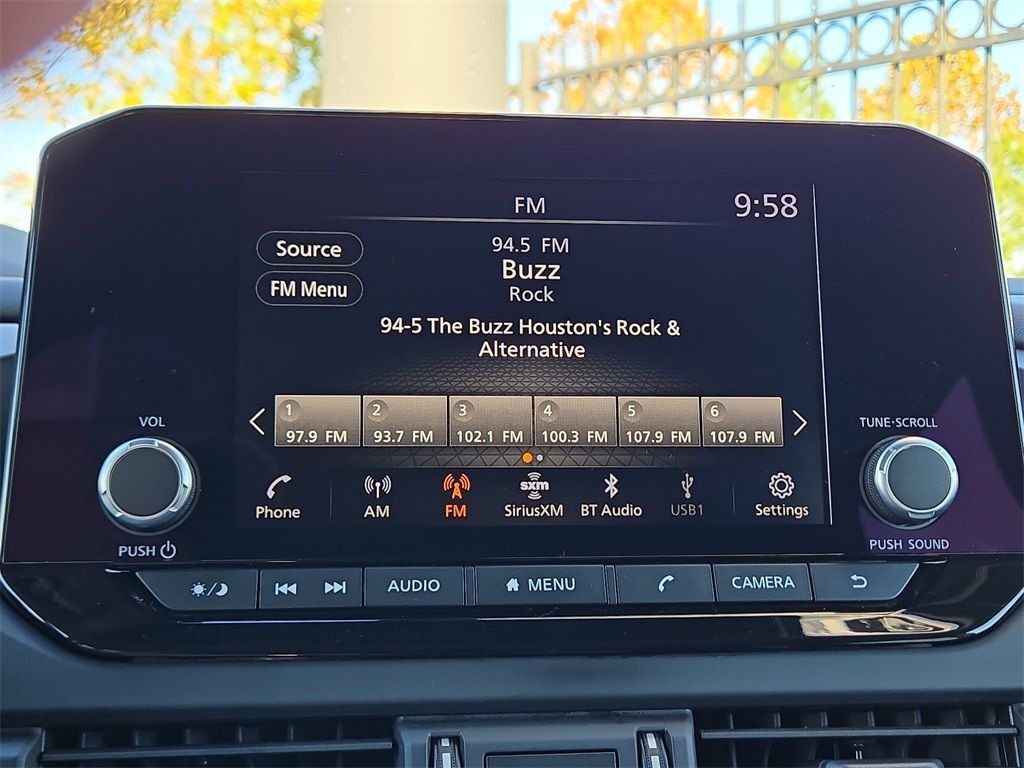 FM
9:58
Source
94.5 FM
Buzz
FM Menu
Rock
94-5 The Buzz Houston's Rock &
Alternative
1 2 3 4 5 6
97.9 FM 93.7 FM 102.1 FM 100.3 FM 107.9 FM 107.9 FM
VOL
TUNE·SCROLL
sxm
Phone AM FM SiriusXM BT Audio USB1 Settings
PUSH
PUSH SOUND
AUDIO MENU CAMERA